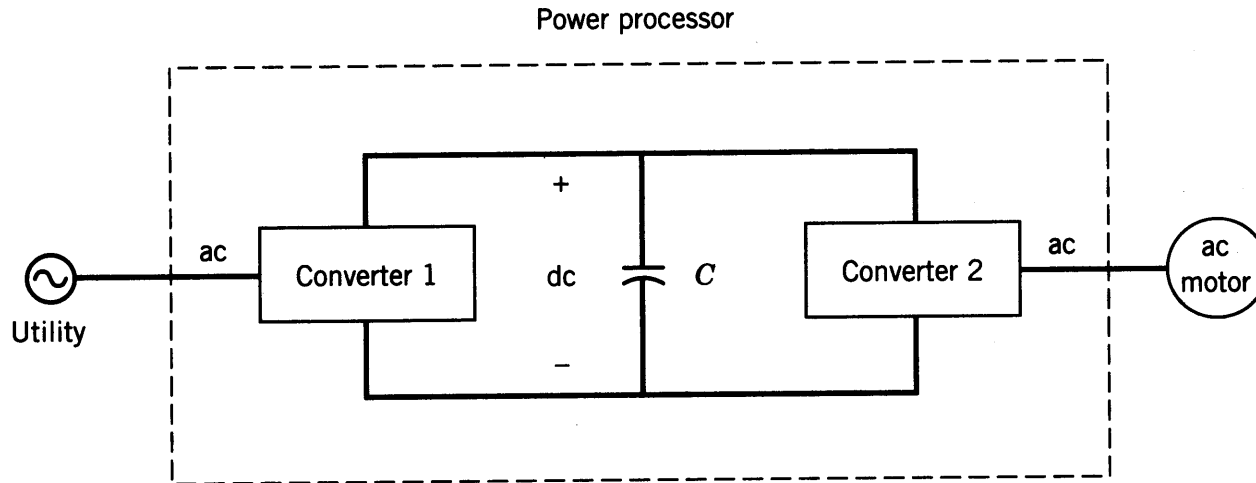 Power processor
+
ac
ac
ac
motor
Converter 1
dc
C
Converter 2
Utility
−